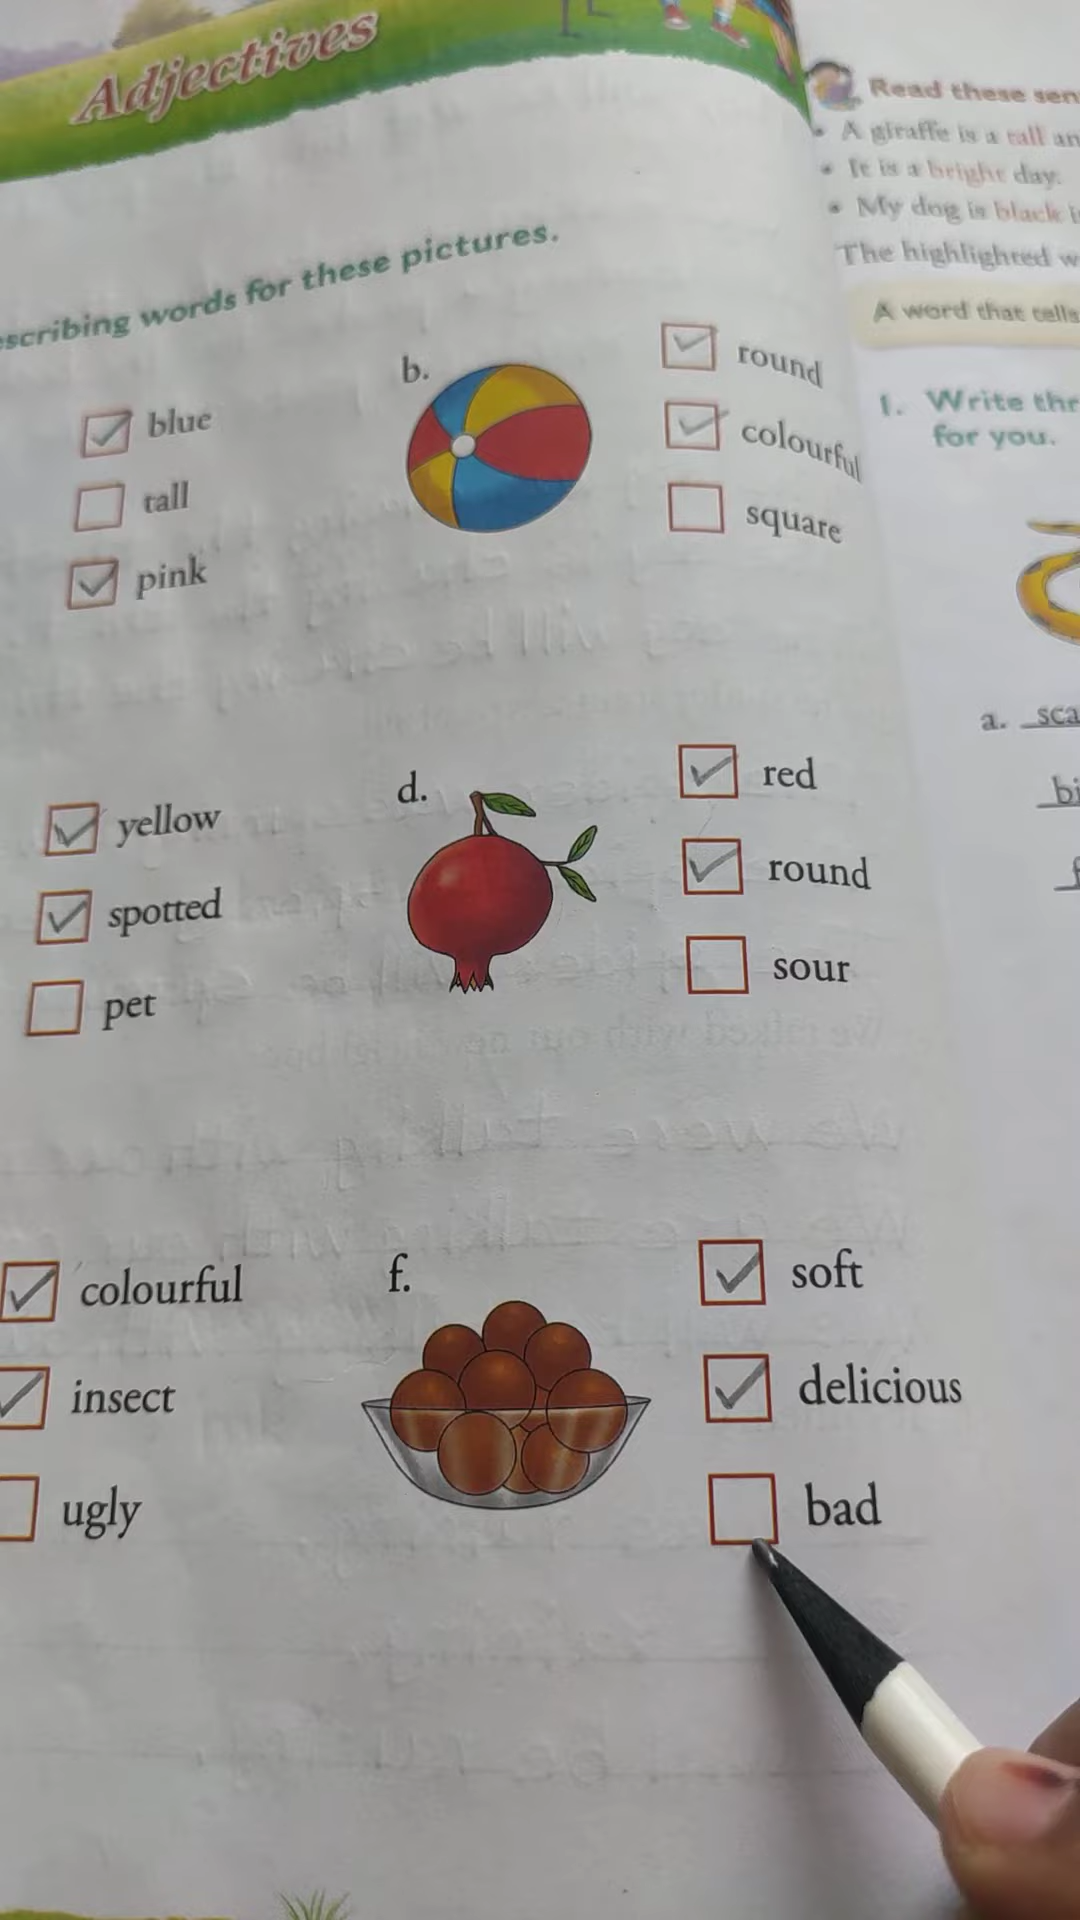 Adjectives
scribing words for these pictures.
blue
tall
pink
b.
round
colourful
square
yellow
spotted
pet
d.
red
round
sour
colourful
insect
ugly
f.
soft
delicious
bad
Read these sen
A giraffe is a tall an
It is a bright day.
My dog is black i
The highlighted w
A word that tells
1. Write thr
for you.
a. sca
bi
f